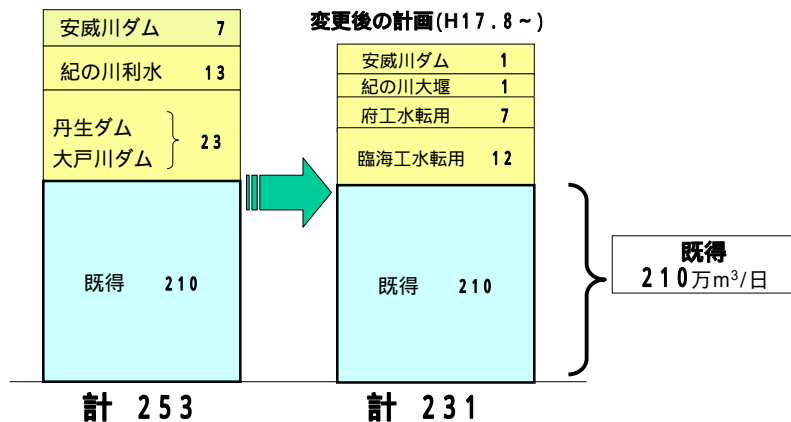 変更後の計画(H17.8~)
安威川ダム 7
紀の川利水 13
丹生ダム
大戸川ダム
23
既得 210
計 253
安威川ダム 1
紀の川大堰 1
府工水転用 7
臨海工水転用 12
既得 210
計 231
既得
210万m³/日